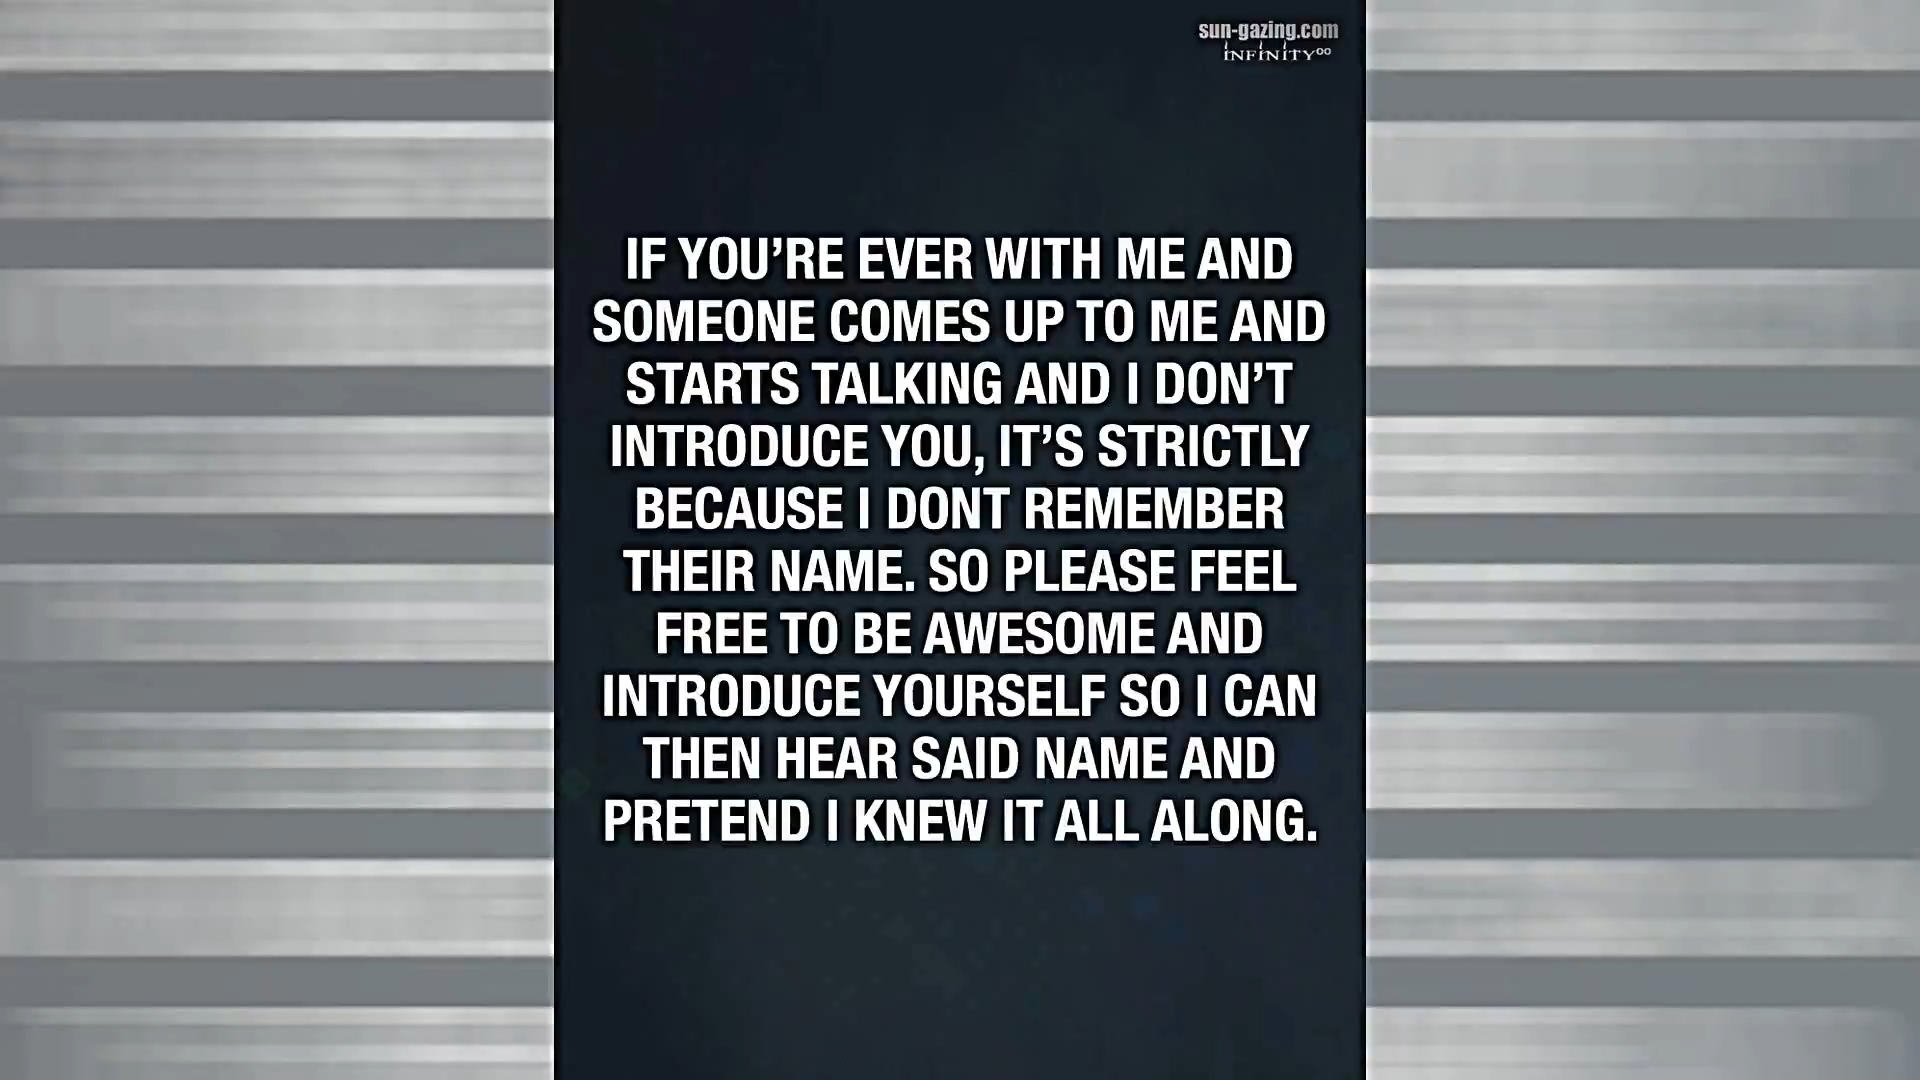 sun-gazing.com
INFINITY∞
IF YOU’RE EVER WITH ME AND
SOMEONE COMES UP TO ME AND
STARTS TALKING AND I DON’T
INTRODUCE YOU, IT’S STRICTLY
BECAUSE I DONT REMEMBER
THEIR NAME. SO PLEASE FEEL
FREE TO BE AWESOME AND
INTRODUCE YOURSELF SO I CAN
THEN HEAR SAID NAME AND
PRETEND I KNEW IT ALL ALONG.